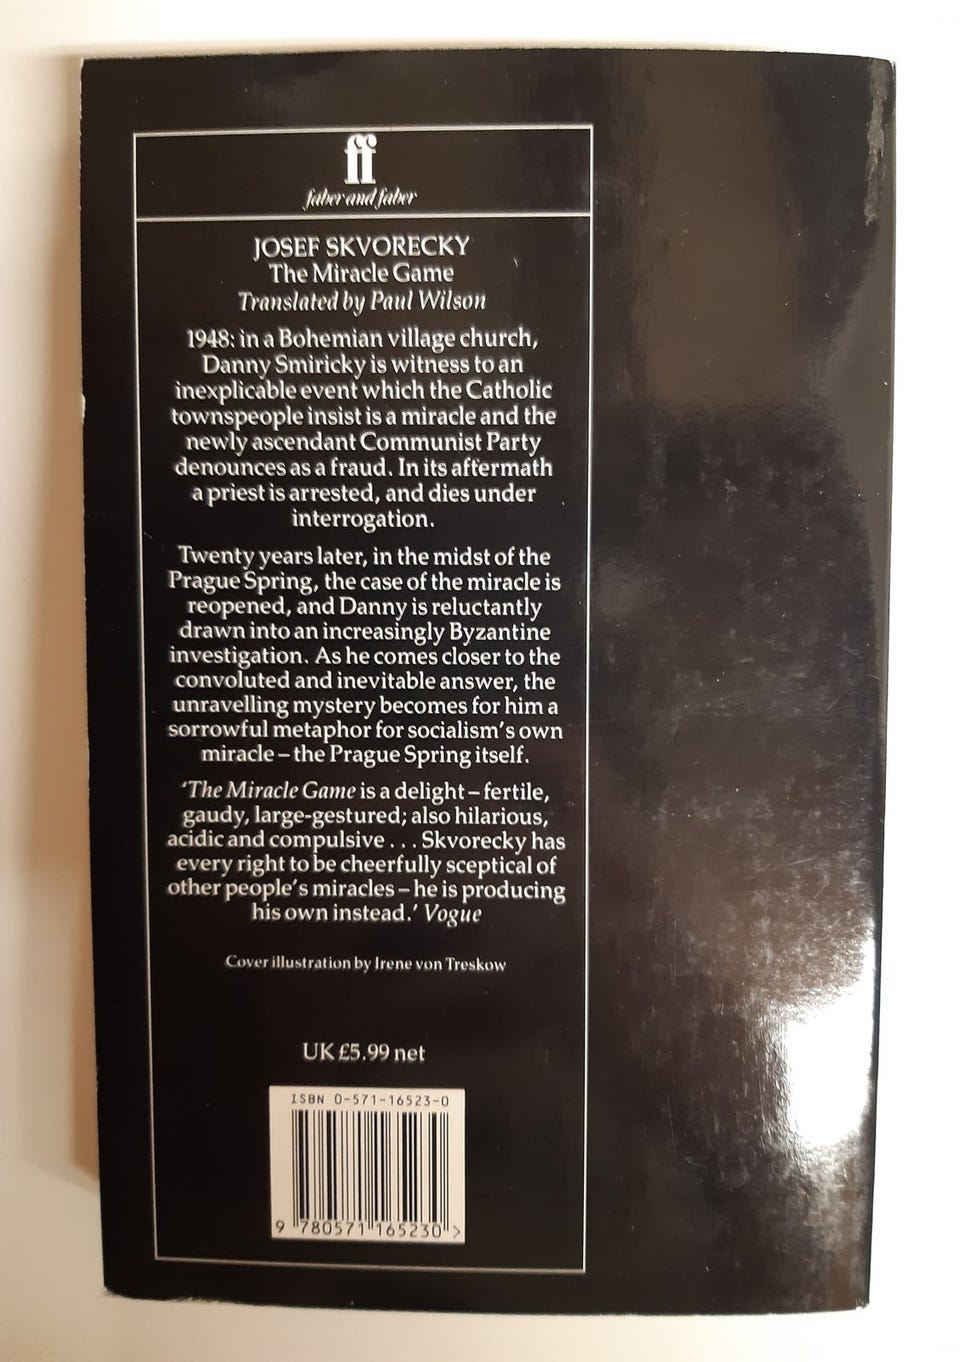 ff
faber and faber
JOSEF SKVORECKY
The Miracle Game
Translated by Paul Wilson
1948: in a Bohemian village church,
Danny Smiricky is witness to an
inexplicable event which the Catholic
townspeople insist is a miracle and the
newly ascendant Communist Party
denounces as a fraud. In its aftermath
a priest is arrested, and dies under
interrogation.
Twenty years later, in the midst of the
Prague Spring, the case of the miracle is
reopened, and Danny is reluctantly
drawn into an increasingly Byzantine
investigation. As he comes closer to the
convoluted and inevitable answer, the
unravelling mystery becomes for him a
sorrowful metaphor for socialism's own
miracle – the Prague Spring itself.
'The Miracle Game is a delight – fertile,
gaudy, large-gestured; also hilarious,
acidic and compulsive . . . Skvorecky has
every right to be cheerfully sceptical of
other people's miracles – he is producing
his own instead.' Vogue
Cover illustration by Irene von Treskow
UK £5.99 net
ISBN 0-571-16523-0
9 780571 165230 >